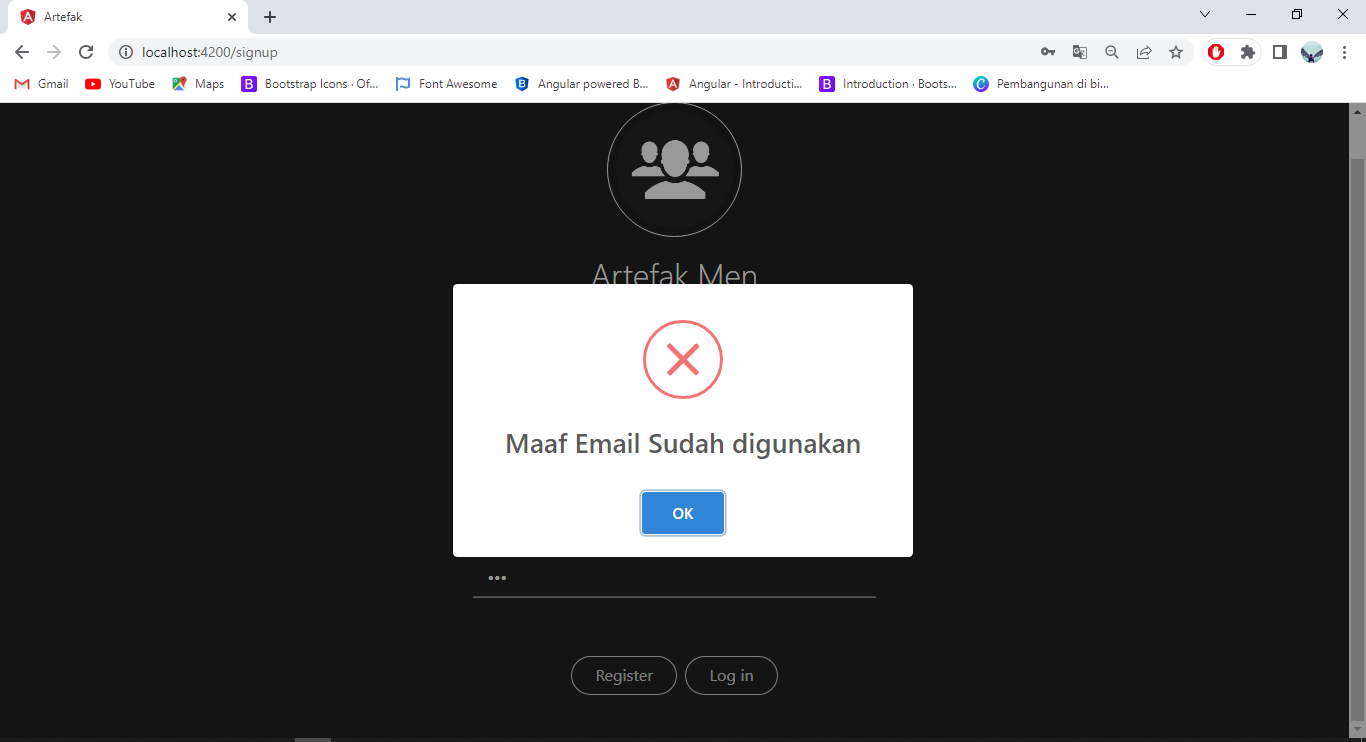 Artefak
localhost:4200/signup
Gmail YouTube Maps Bootstrap Icons · Of... Font Awesome Angular powered B... Angular - Introducti... Introduction · Boots... Pembangunan di bi...
Artefak Men
Maaf Email Sudah digunakan
OK
•••
Register Log in